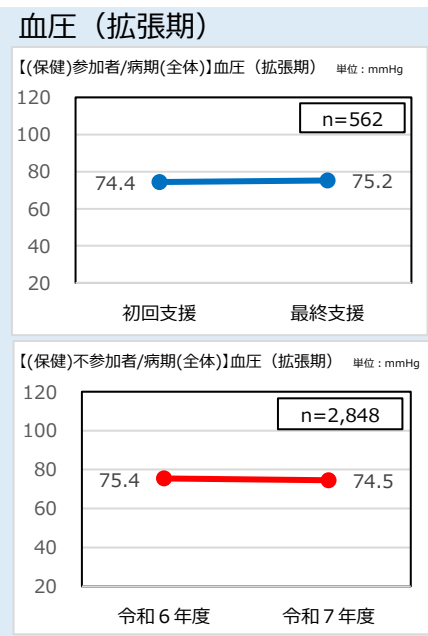 血圧（拡張期）
【(保健)参加者/病期(全体)】血圧（拡張期） 単位：mmHg
120
n=562
100
80
74.4 75.2
60
40
20
初回支援 最終支援
【(保健)不参加者/病期(全体)】血圧（拡張期） 単位：mmHg
120
n=2,848
100
80
75.4 74.5
60
40
20
令和６年度 令和７年度